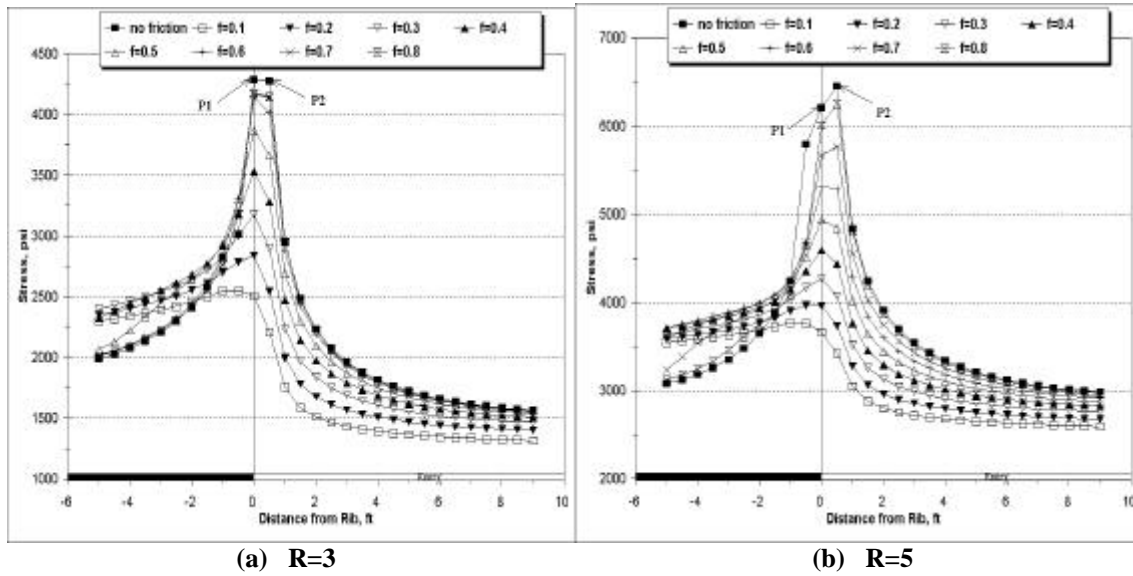 no friction f=0.1 f=0.2 f=0.3 f=0.4
f=0.5 f=0.6 f=0.7 f=0.8
4500
4000
3500
3000
2500
2000
1500
1000
Stress, psi
P1
P2
Entry
-6 -4 -2 0 2 4 6 8 10
Distance from Rib, ft
(a) R=3
no friction f=0.1 f=0.2 f=0.3 f=0.4
f=0.5 f=0.6 f=0.7 f=0.8
7000
6000
5000
4000
3000
2000
Stress, psi
P1
P2
Entry
-6 -4 -2 0 2 4 6 8 10
Distance from Rib, ft
(b) R=5